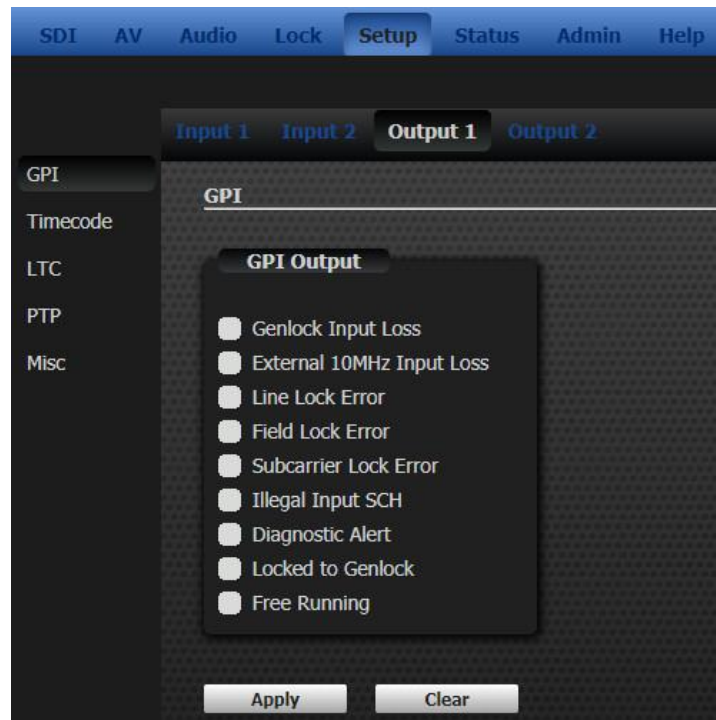 SDI AV Audio Lock Setup Status Admin Help
Input 1 Input 2 Output 1 Output 2
GPI
Timecode
LTC
PTP
Misc
GPI
GPI Output
Genlock Input Loss
External 10MHz Input Loss
Line Lock Error
Field Lock Error
Subcarrier Lock Error
Illegal Input SCH
Diagnostic Alert
Locked to Genlock
Free Running
Apply Clear